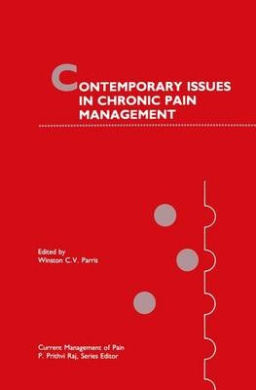 CONTEMPORARY ISSUES
IN CHRONIC PAIN
MANAGEMENT
Edited by
Winston C.V. Parris
Current Management of Pain
P. Prithvi Raj, Series Editor